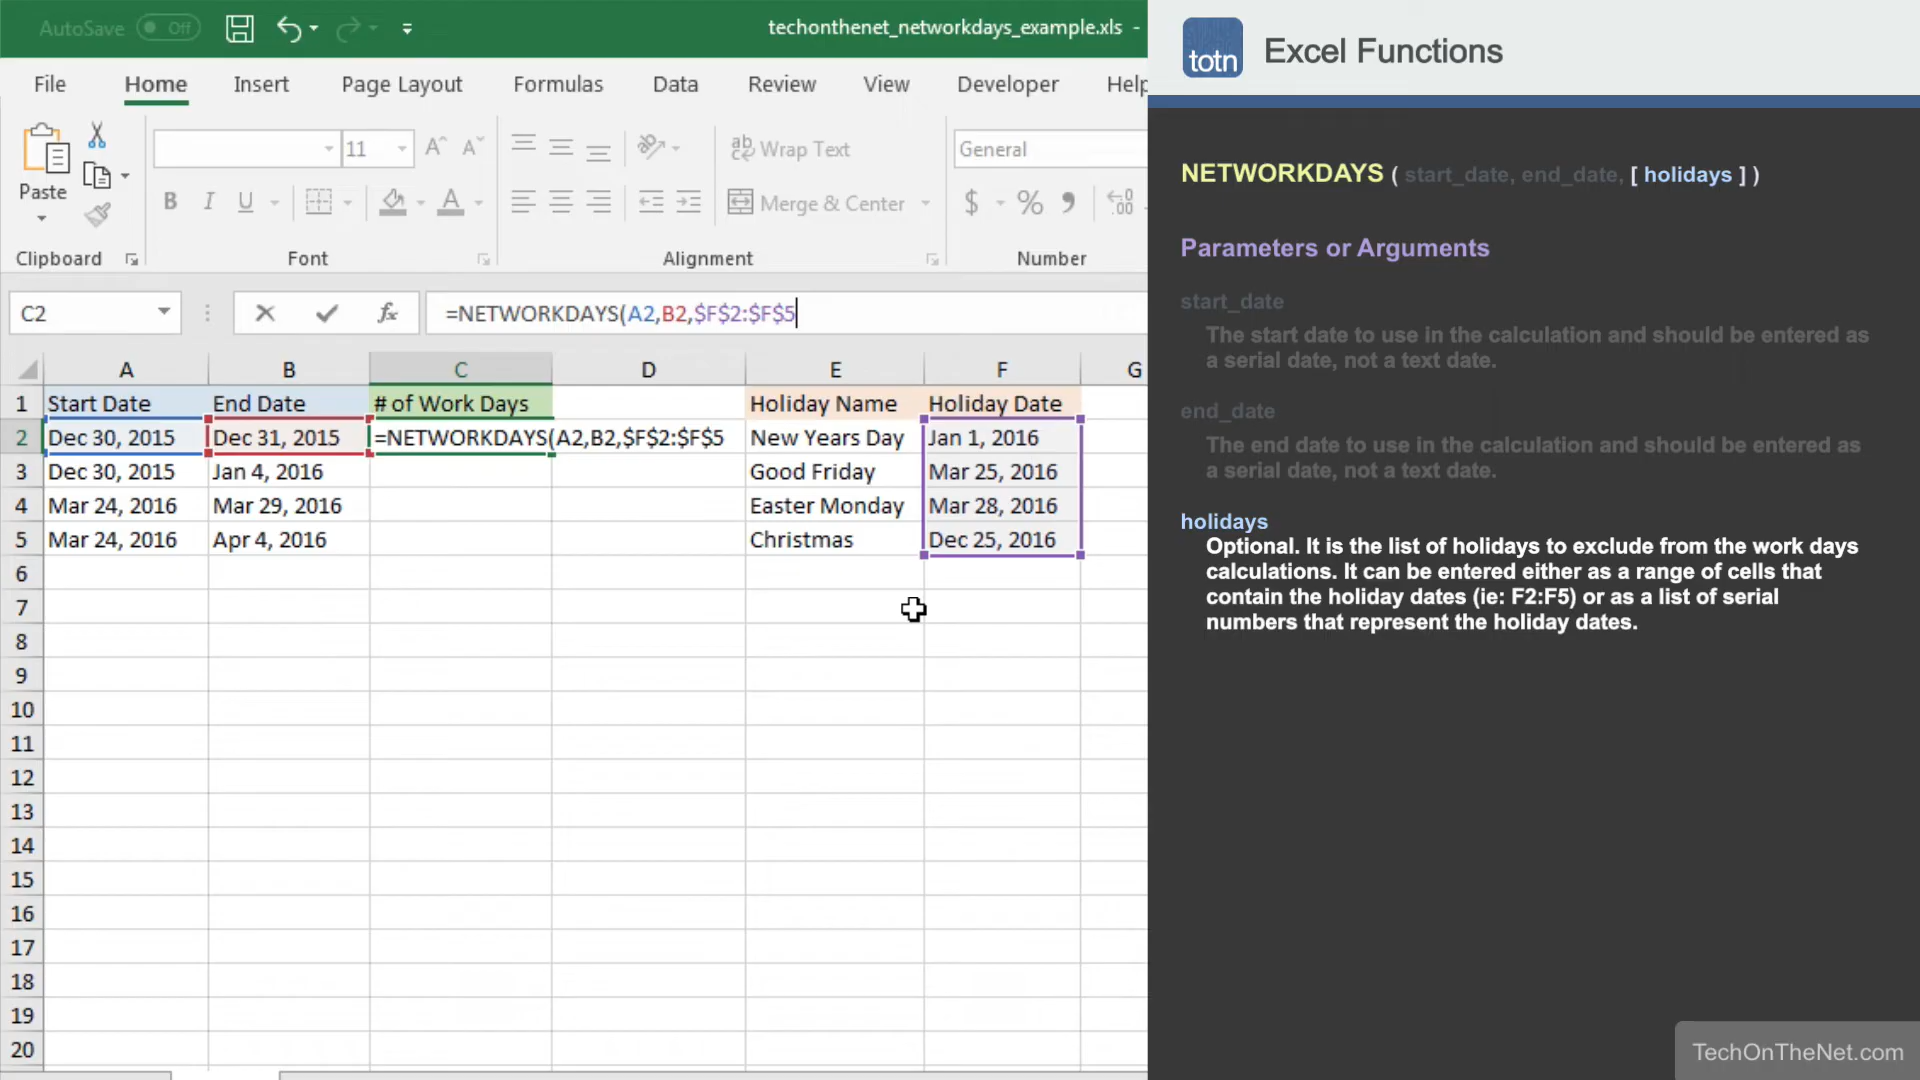 AutoSave Off
techonthenet_networkdays_example.xls -
File Home Insert Page Layout Formulas Data Review View Developer Help
Paste
11
Wrap Text
General
B I U
Merge & Center
$ % 
Clipboard Font Alignment Number
C2
fx
=NETWORKDAYS(A2,B2,$F$2:$F$5
A B C D E F G
1 Start Date End Date # of Work Days Holiday Name Holiday Date
2 Dec 30, 2015 Dec 31, 2015 =NETWORKDAYS(A2,B2,$F$2:$F$5 New Years Day Jan 1, 2016
3 Dec 30, 2015 Jan 4, 2016 Good Friday Mar 25, 2016
4 Mar 24, 2016 Mar 29, 2016 Easter Monday Mar 28, 2016
5 Mar 24, 2016 Apr 4, 2016 Christmas Dec 25, 2016
6
7
8
9
10
11
12
13
14
15
16
17
18
19
20
totn Excel Functions
NETWORKDAYS ( start_date, end_date, [ holidays ] )
Parameters or Arguments
start_date
The start date to use in the calculation and should be entered as
a serial date, not a text date.
end_date
The end date to use in the calculation and should be entered as
a serial date, not a text date.
holidays
Optional. It is the list of holidays to exclude from the work days
calculations. It can be entered either as a range of cells that
contain the holiday dates (ie: F2:F5) or as a list of serial
numbers that represent the holiday dates.
TechOnTheNet.com